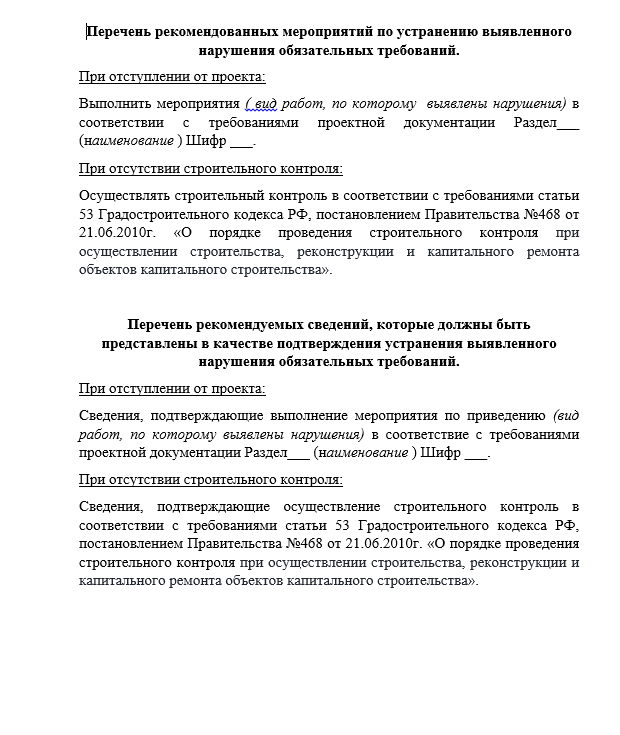 Перечень рекомендованных мероприятий по устранению выявленного
нарушения обязательных требований.
При отступлении от проекта:
Выполнить мероприятия ( вид работ, по которому выявлены нарушения) в
соответствии с требованиями проектной документации Раздел___
(наименование ) Шифр ___.
При отсутствии строительного контроля:
Осуществлять строительный контроль в соответствии с требованиями статьи
53 Градостроительного кодекса РФ, постановлением Правительства №468 от
21.06.2010г. «О порядке проведения строительного контроля при
осуществлении строительства, реконструкции и капитального ремонта
объектов капитального строительства».
Перечень рекомендуемых сведений, которые должны быть
представлены в качестве подтверждения устранения выявленного
нарушения обязательных требований.
При отступлении от проекта:
Сведения, подтверждающие выполнение мероприятия по приведению (вид
работ, по которому выявлены нарушения) в соответствие с требованиями
проектной документации Раздел___ (наименование ) Шифр ___.
При отсутствии строительного контроля:
Сведения, подтверждающие осуществление строительного контроль в
соответствии с требованиями статьи 53 Градостроительного кодекса РФ,
постановлением Правительства №468 от 21.06.2010г. «О порядке проведения
строительного контроля при осуществлении строительства, реконструкции и
капитального ремонта объектов капитального строительства».